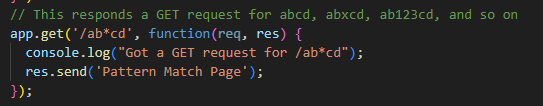 // This responds a GET request for abcd, abxcd, ab123cd, and so on
app.get('/ab*cd', function(req, res) {
  console.log("Got a GET request for /ab*cd");
  res.send('Pattern Match Page');
});